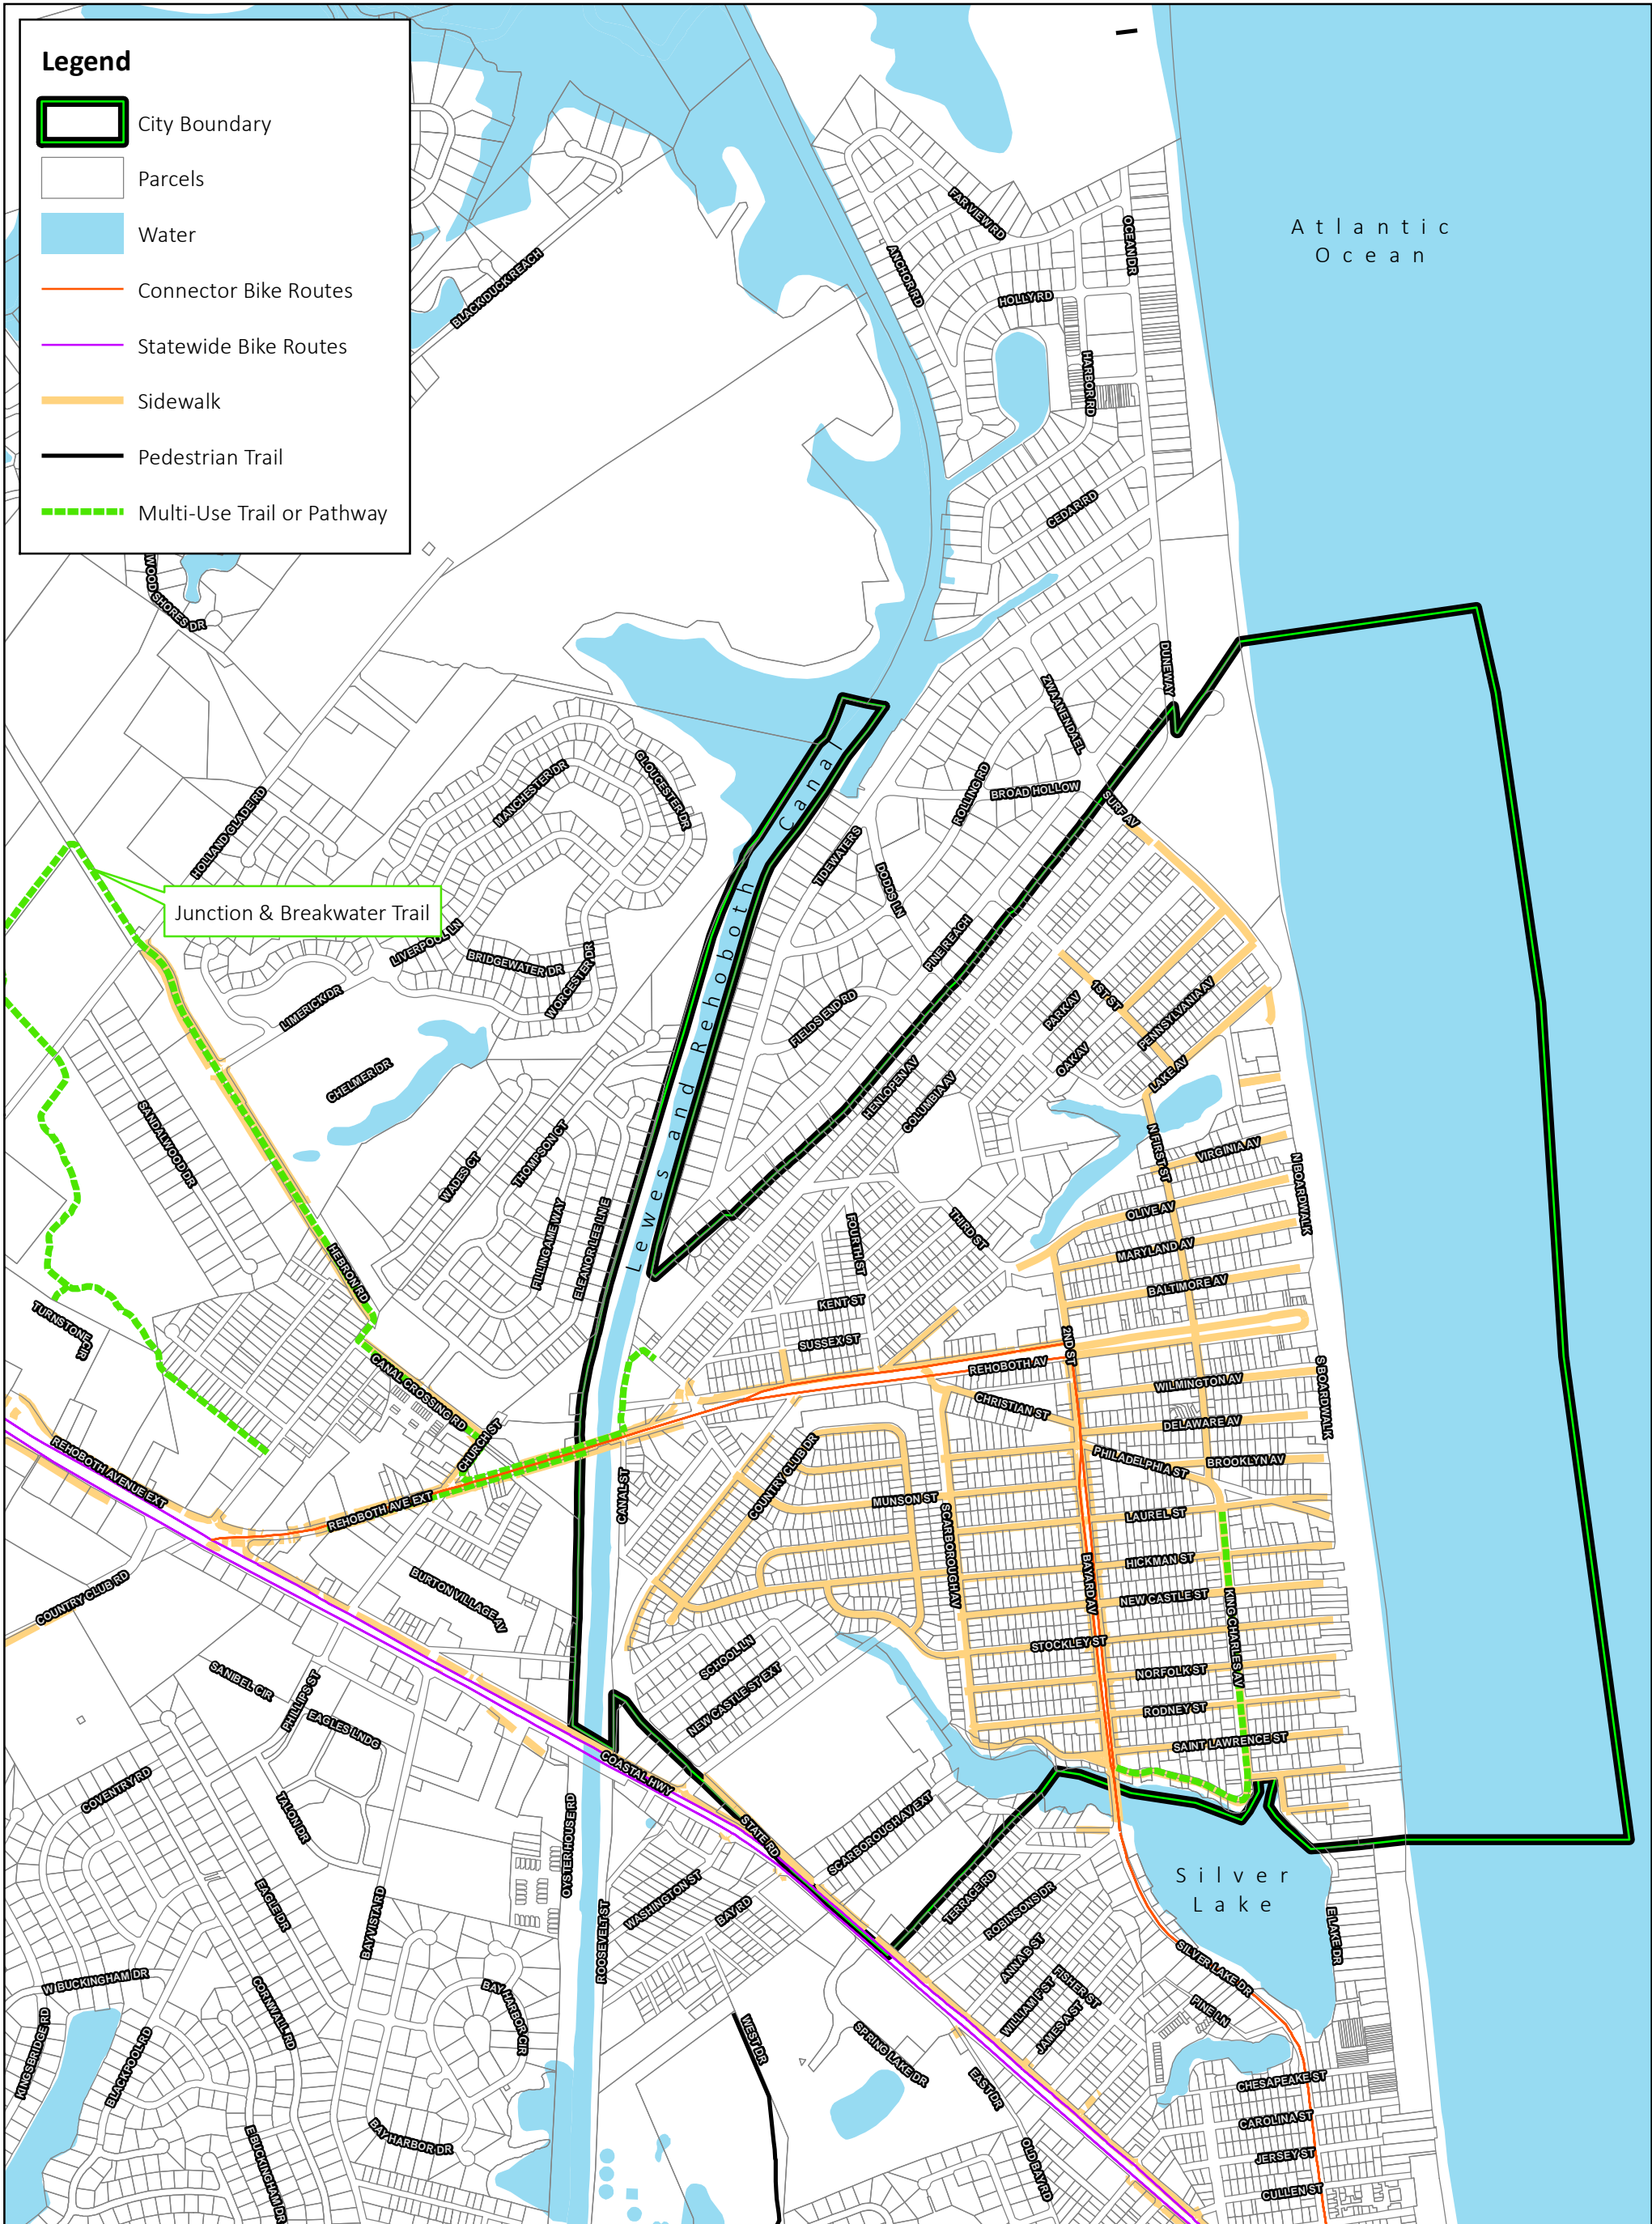 Legend
City Boundary
Parcels
Water
Connector Bike Routes
Statewide Bike Routes
Sidewalk
Pedestrian Trail
Multi-Use Trail or Pathway
Atlantic
Ocean
FAR VIEW RD
OCEAN DR
ANCHOR RD
HOLLY RD
BLACK DUCK REACH
HARBOR RD
CEDAR RD
WOOD SHORES DR
DUNEWAY
ZWAANENDAEL
GLOUCESTER DR
MANCHESTER DR
ROLLING RD
BROAD HOLLOW
SURF AV
HOLLAND GLADE RD
TIDEWATERS
DODDS LN
Junction & Breakwater Trail
LIVERPOOL LN
BRIDGEWATER DR
WORCESTER DR
PINE REACH
LIMERICK DR
FIELDS END RD
1ST ST
PARK AV
PENNSYLVANIA AV
OAK AV
LAKE AV
CHELMER DR
HENLOPEN AV
COLUMBIA AV
Lewes and Rehoboth Canal
SANDALWOOD DR
THOMPSON CT
WADES CT
N FIRST ST
VIRGINIA AV
N BOARDWALK
FILLINGAME WAY
ELEANOR LEE LNE
FOURTH ST
THIRD ST
OLIVE AV
MARYLAND AV
HEBRON RD
BALTIMORE AV
TURNSTONE CIR
KENT ST
SUSSEX ST
2ND ST
REHOBOTH AV
CANAL CROSSING RD
WILMINGTON AV
S BOARDWALK
CHRISTIAN ST
DELAWARE AV
CHURCH ST
COUNTRY CLUB DR
PHILADELPHIA ST
BROOKLYN AV
REHOBOTH AVENUE EXT
REHOBOTH AVE EXT
CANAL ST
MUNSON ST
SCARBOROUGH AV
LAUREL ST
HICKMAN ST
BAYARD AV
NEW CASTLE ST
COUNTRY CLUB RD
BURTON VILLAGE AV
KING CHARLES AV
STOCKLEY ST
SCHOOL LN
NORFOLK ST
SANIBEL CIR
PHILLIPS ST
NEW CASTLE ST EXT
RODNEY ST
EAGLES LNDG
SAINT LAWRENCE ST
COASTAL HWY
COVENTRY RD
TALON DR
STATE RD
OYSTER HOUSE RD
SCARBOROUGH AV EXT
Silver
Lake
EAGLE DR
BAY VISTA RD
WASHINGTON ST
BAY RD
TERRACE RD
ROBINSONS DR
ROOSEVELT ST
E LAKE DR
ANNA B ST
SILVER LAKE DR
W BUCKINGHAM DR
CORNWALL RD
BAY HARBOR CIR
FISHER ST
WILLIAM F ST
JAMES A ST
PINE LN
KINGSBRIDGE RD
BLACKPOOL RD
WEST DR
SPRING LAKE DR
EAST DR
CHESAPEAKE ST
CAROLINA ST
BAY HARBOR DR
E BUCKINGHAM DR
OLD BAY RD
JERSEY ST
CULLEN ST